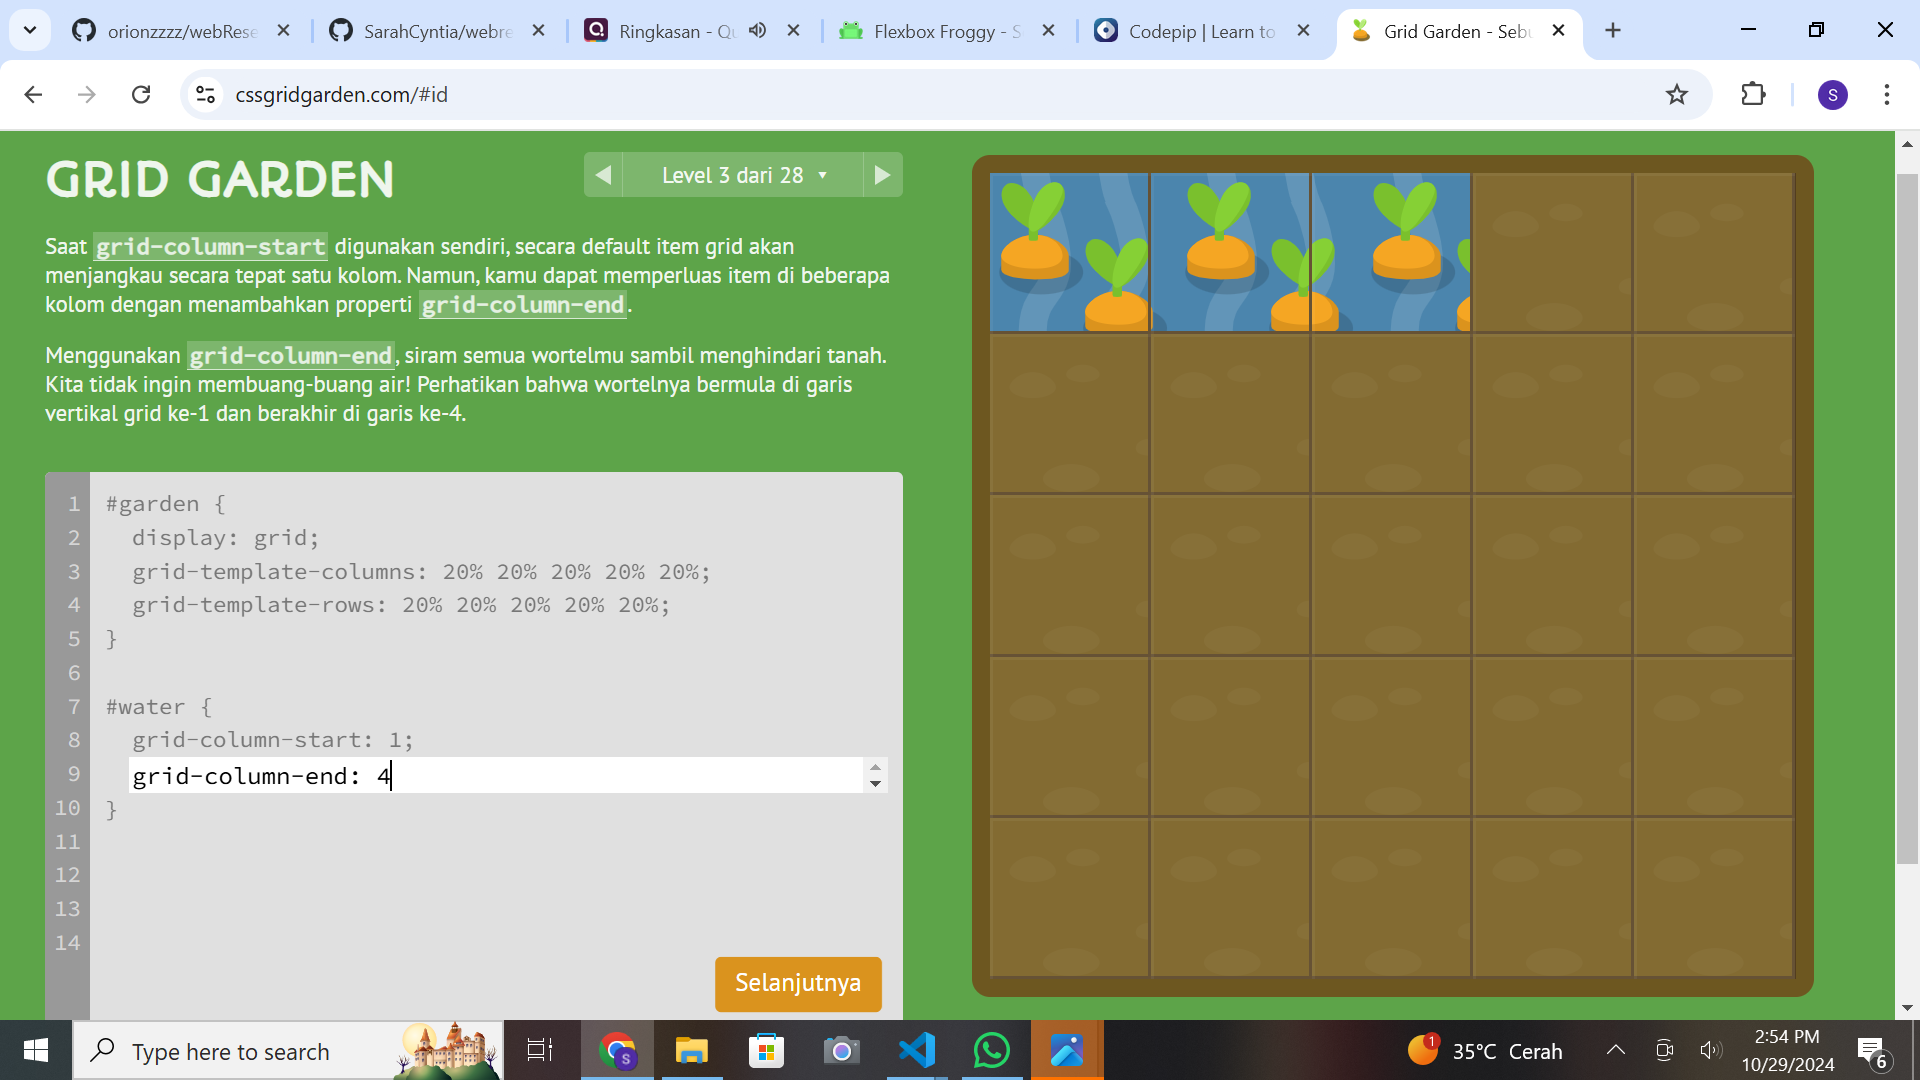 orionzzzz/webRese
SarahCyntia/webre
Ringkasan - Qu
Flexbox Froggy - S
Codepip | Learn to
Grid Garden - Sebu
cssgridgarden.com/#id
S
GRID GARDEN
Level 3 dari 28
Saat grid-column-start digunakan sendiri, secara default item grid akan
menjangkau secara tepat satu kolom. Namun, kamu dapat memperluas item di beberapa
kolom dengan menambahkan properti grid-column-end.
Menggunakan grid-column-end, siram semua wortelmu sambil menghindari tanah.
Kita tidak ingin membuang-buang air! Perhatikan bahwa wortelnya bermula di garis
vertikal grid ke-1 dan berakhir di garis ke-4.
1 #garden {
2 display: grid;
3 grid-template-columns: 20% 20% 20% 20% 20%;
4 grid-template-rows: 20% 20% 20% 20% 20%;
5 }
6
7 #water {
8 grid-column-start: 1;
9 grid-column-end: 4
10 }
11
12
13
14
Selanjutnya
Type here to search
S
1
35°C Cerah
2:54 PM
10/29/2024
6